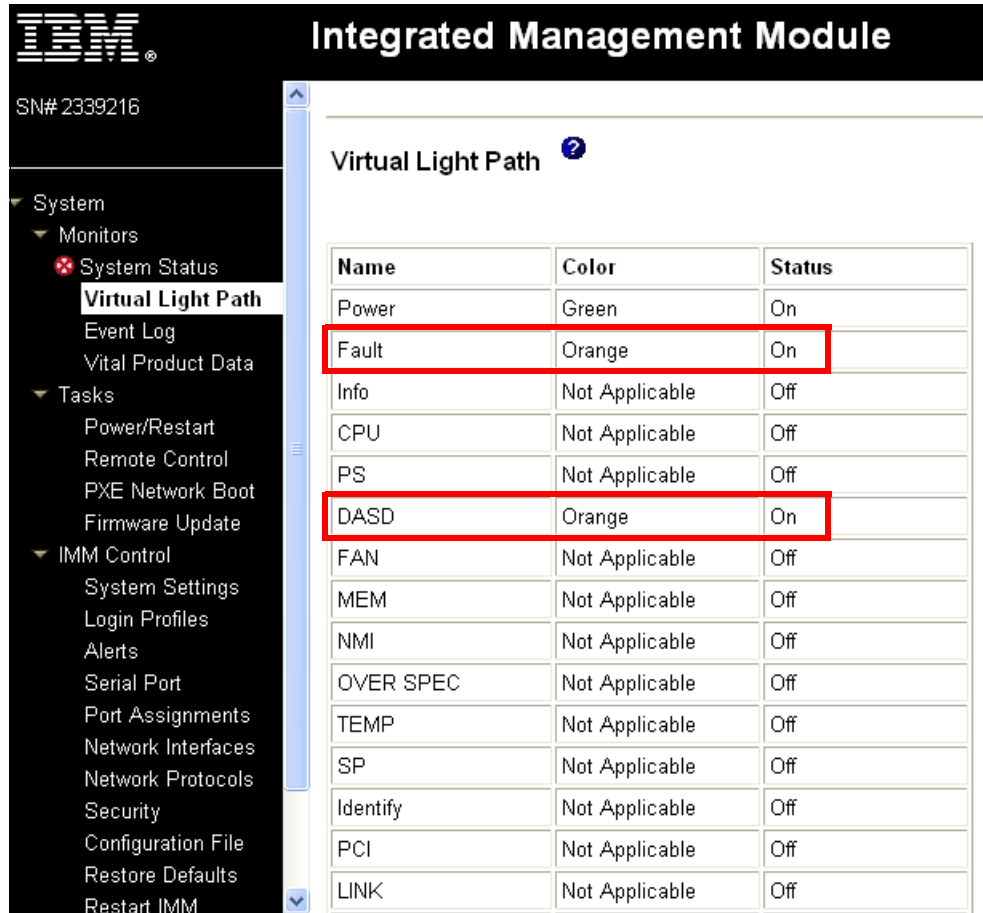 IBM®
Integrated Management Module
SN# 2339216
System
Monitors
System Status
Virtual Light Path
Event Log
Vital Product Data
Tasks
Power/Restart
Remote Control
PXE Network Boot
Firmware Update
IMM Control
System Settings
Login Profiles
Alerts
Serial Port
Port Assignments
Network Interfaces
Network Protocols
Security
Configuration File
Restore Defaults
Restart IMM
Virtual Light Path ?
Name Color Status
Power Green On
Fault Orange On
Info Not Applicable Off
CPU Not Applicable Off
PS Not Applicable Off
DASD Orange On
FAN Not Applicable Off
MEM Not Applicable Off
NMI Not Applicable Off
OVER SPEC Not Applicable Off
TEMP Not Applicable Off
SP Not Applicable Off
Identify Not Applicable Off
PCI Not Applicable Off
LINK Not Applicable Off